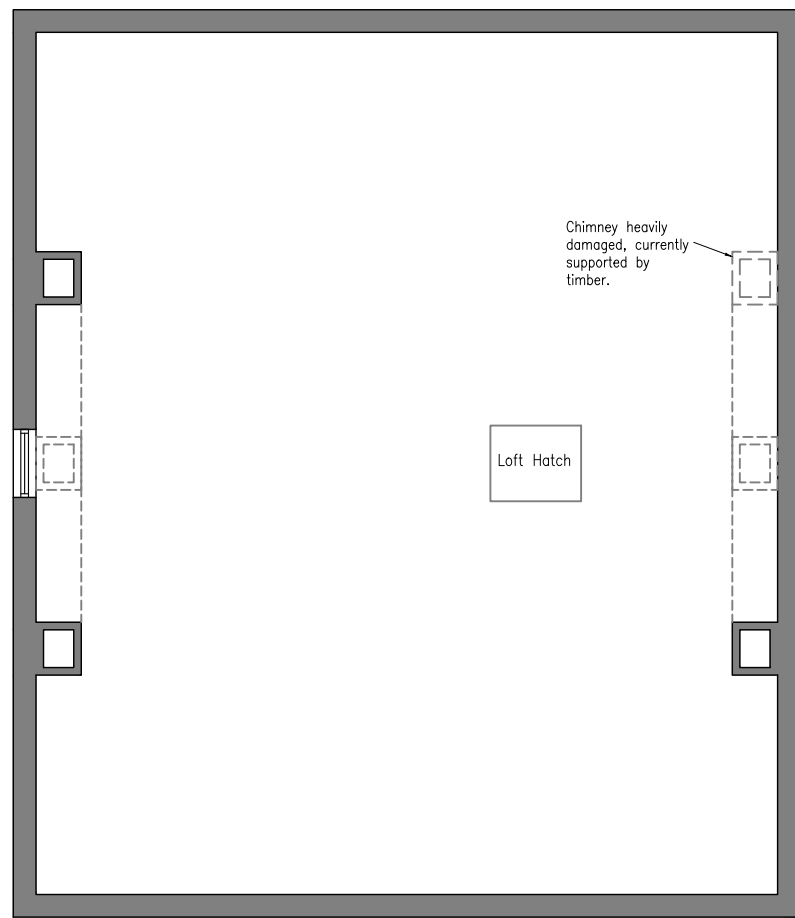 Chimney heavily
damaged, currently
supported by
timber.
Loft Hatch